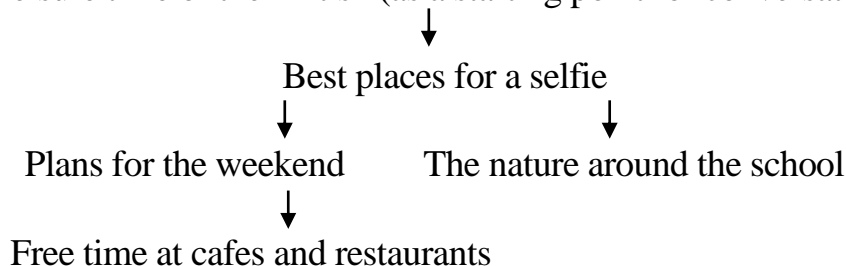 Best places for a selfie
Plans for the weekend The nature around the school
Free time at cafes and restaurants